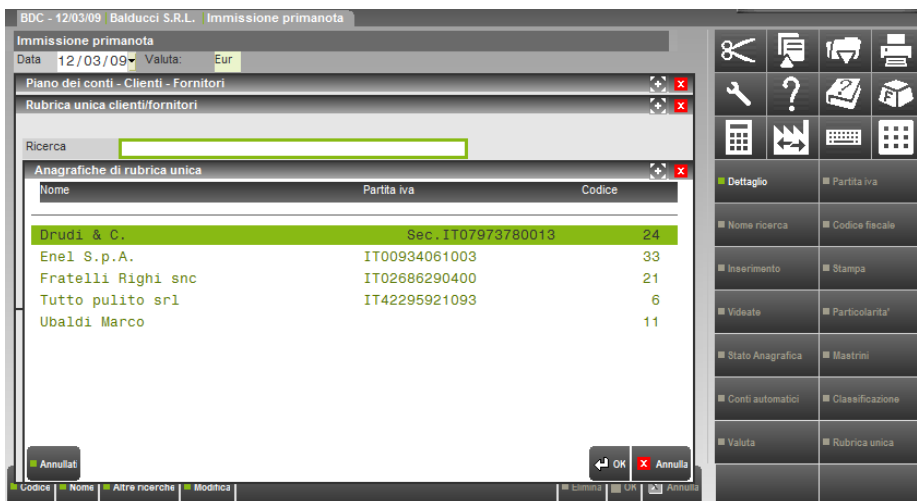 BDC - 12/03/09 Balducci S.R.L. Immissione primanota
Immissione primanota
Data 12/03/09 Valuta: Eur
Piano dei conti - Clienti - Fornitori
Rubrica unica clienti/fornitori
Ricerca
Anagrafiche di rubrica unica
Nome Partita iva Codice
Drudi & C. Sec.IT07973780013 24
Enel S.p.A. IT00934061003 33
Fratelli Righi snc IT02686290400 21
Tutto pulito srl IT42295921093 6
Ubaldi Marco 11
Annullati OK X Annulla
Codice Nome Altre ricerche Modifica Elimina OK Annulla
Dettaglio Partita iva
Nome ricerca Codice fiscale
Inserimento Stampa
Videate Particolarita'
Stato Anagrafica Mastrini
Conti automatici Classificazione
Valuta Rubrica unica